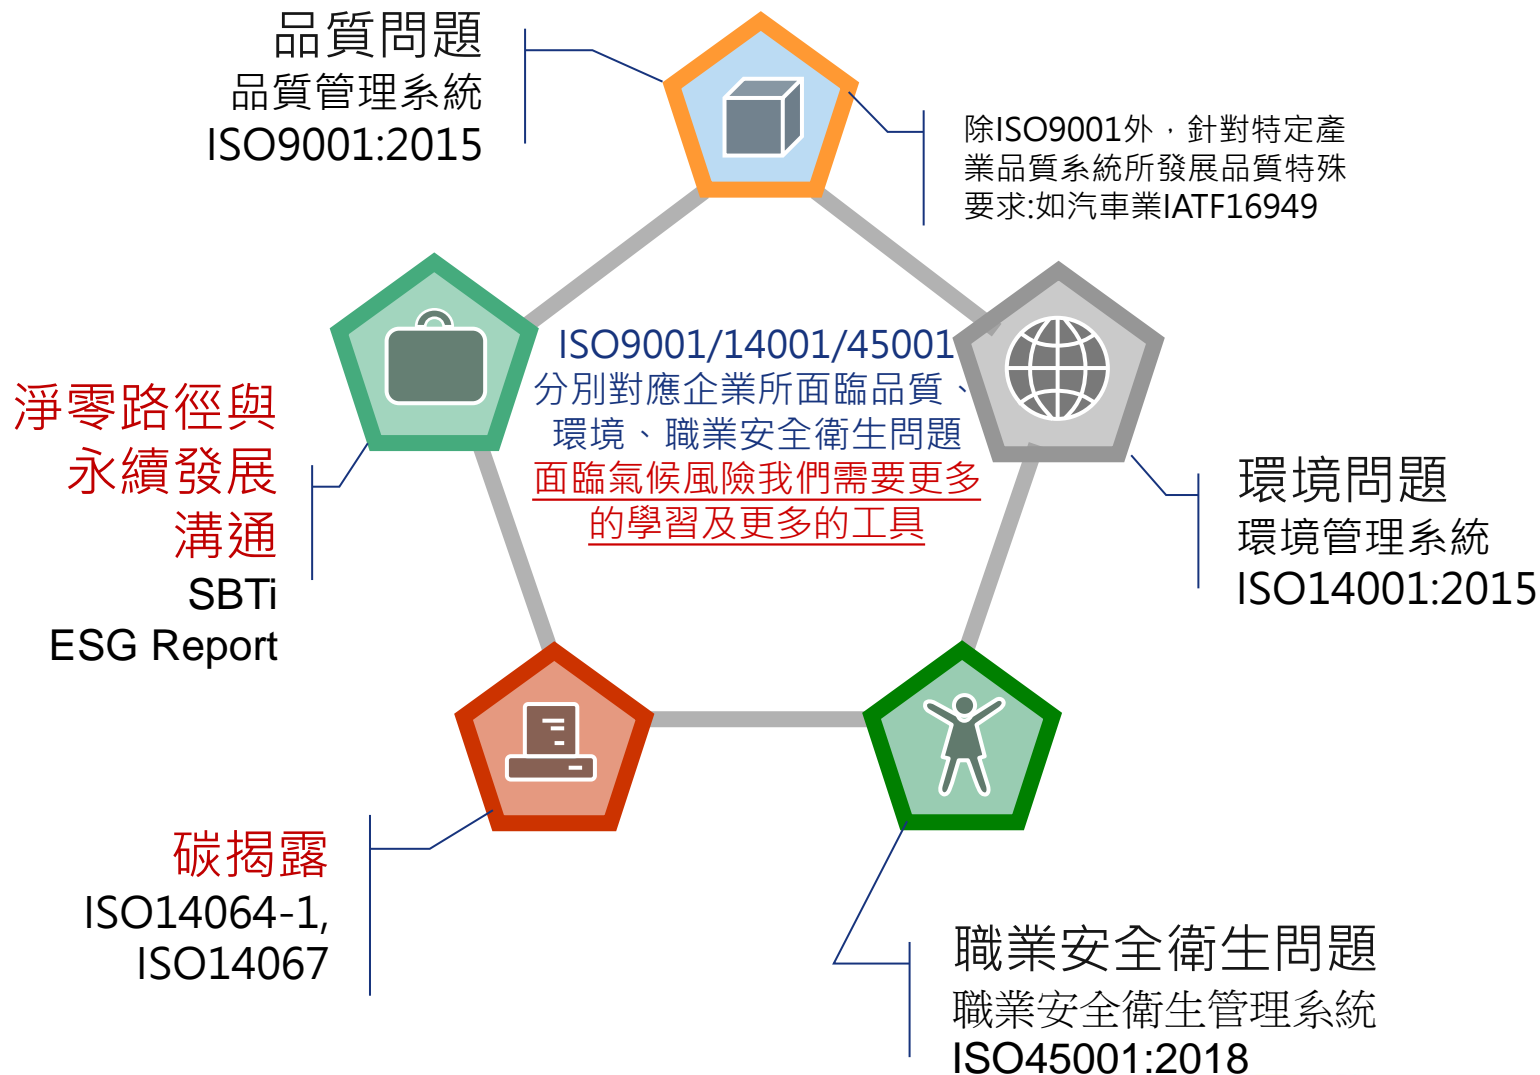 品質問題
品質管理系統
ISO9001:2015
除ISO9001外，針對特定產
業品質系統所發展品質特殊
要求:如汽車業IATF16949
ISO9001/14001/45001
分別對應企業所面臨品質、
環境、職業安全衛生問題
面臨氣候風險我們需要更多
的學習及更多的工具
淨零路徑與
永續發展
溝通
SBTi
ESG Report
環境問題
環境管理系統
ISO14001:2015
碳揭露
ISO14064-1,
ISO14067
職業安全衛生問題
職業安全衛生管理系統
ISO45001:2018